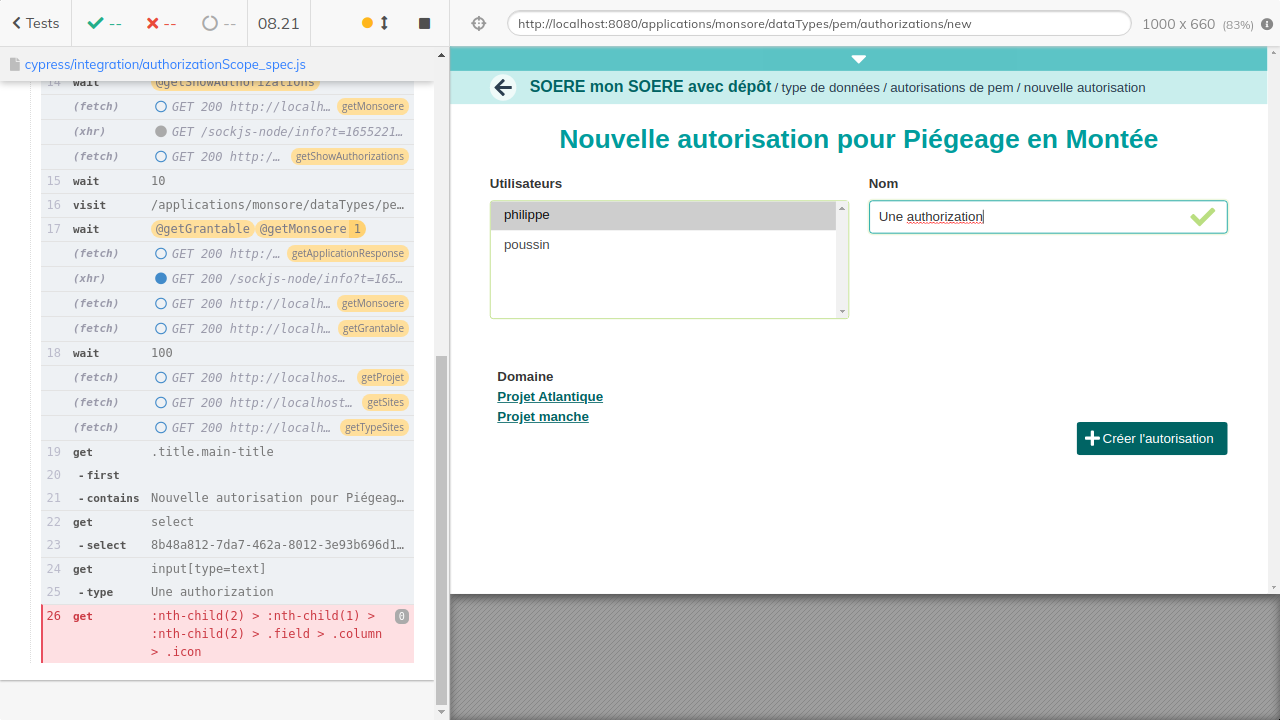 Tests
--
--
--
08.21
cypress/integration/authorizationScope_spec.js
14 wait @getShowAuthorizations
(fetch) GET 200 http://localh... getMonsoere
(xhr) GET /sockjs-node/info?t=1655221...
(fetch) GET 200 http:/... getShowAuthorizations
15 wait 10
16 visit /applications/monsore/dataTypes/pe...
17 wait @getGrantable @getMonsoere 1
(fetch) GET 200 http:/... getApplicationResponse
(xhr) GET 200 /sockjs-node/info?t=165...
(fetch) GET 200 http://localh... getMonsoere
(fetch) GET 200 http://localh... getGrantable
18 wait 100
(fetch) GET 200 http://localhos... getProjet
(fetch) GET 200 http://localhost... getSites
(fetch) GET 200 http://localh... getTypeSites
19 get .title.main-title
20 -first
21 -contains Nouvelle autorisation pour Piégeag...
22 get select
23 -select 8b48a812-7da7-462a-8012-3e93b696d1...
24 get input[type=text]
25 -type Une authorization
26 get :nth-child(2) > :nth-child(1) > 0
:nth-child(2) > .field > .column
> .icon
http://localhost:8080/applications/monsore/dataTypes/pem/authorizations/new
1000 x 660 (83%)
SOERE mon SOERE avec dépôt / type de données / autorisations de pem / nouvelle autorisation
Nouvelle autorisation pour Piégeage en Montée
Utilisateurs
philippe
poussin
Nom
Une authorization
Domaine
Projet Atlantique
Projet manche
Créer l'autorisation